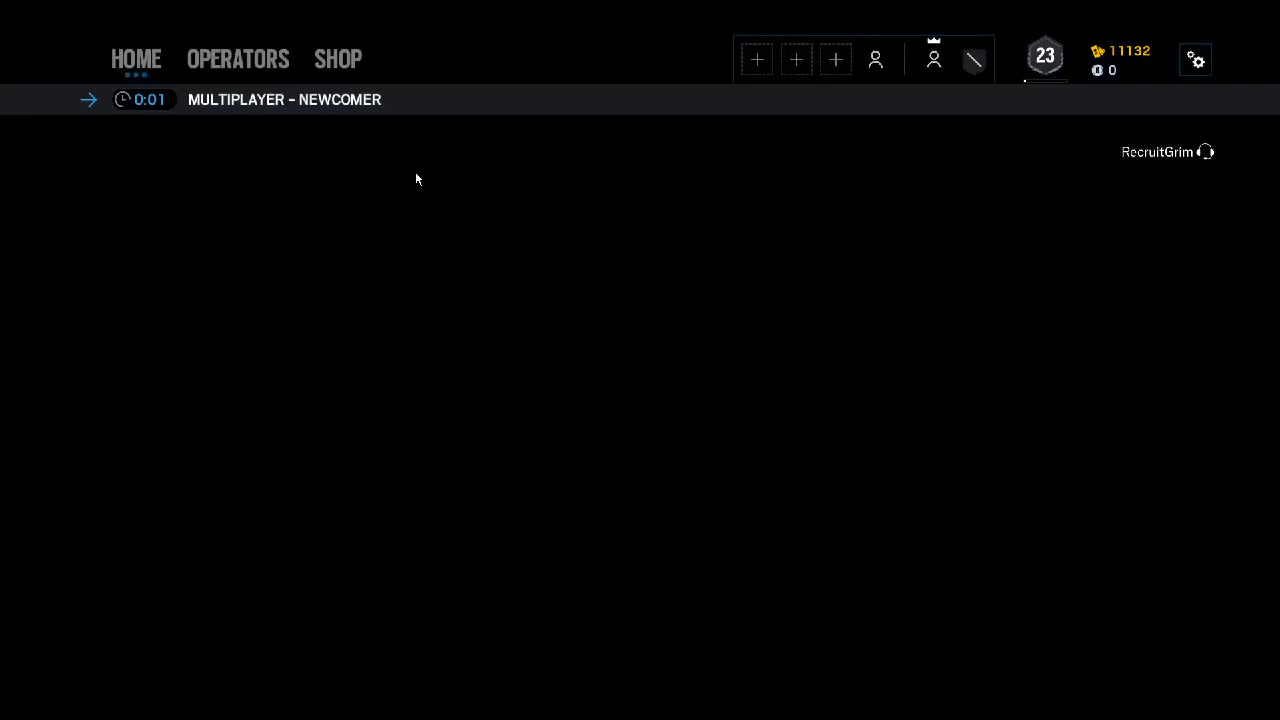 HOME OPERATORS SHOP
23
11132
0
0:01 MULTIPLAYER - NEWCOMER
RecruitGrim